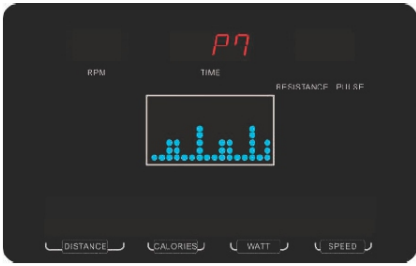 P7
RPM
TIME
RESISTANCE PULSE
DISTANCE
CALORIES
WATT
SPEED